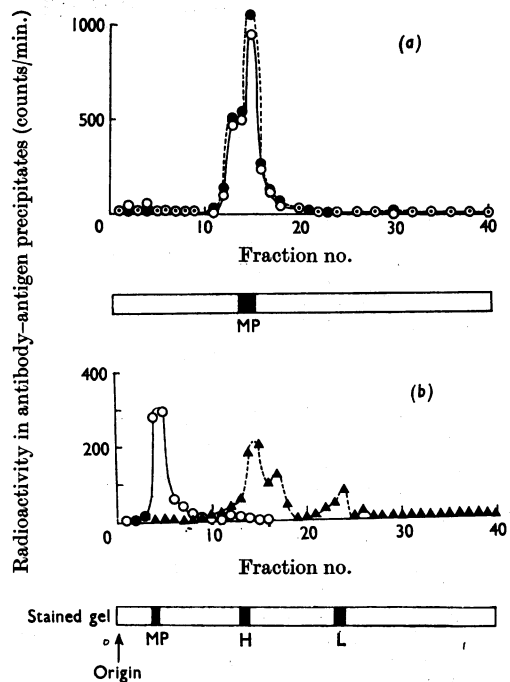 Radioactivity in antibody–antigen precipitates (counts/min.)
1000
(a)
500
0
10
20
30
40
Fraction no.
MP
400
(b)
200
0
10
20
30
40
Fraction no.
Stained gel
MP
H
L
Origin